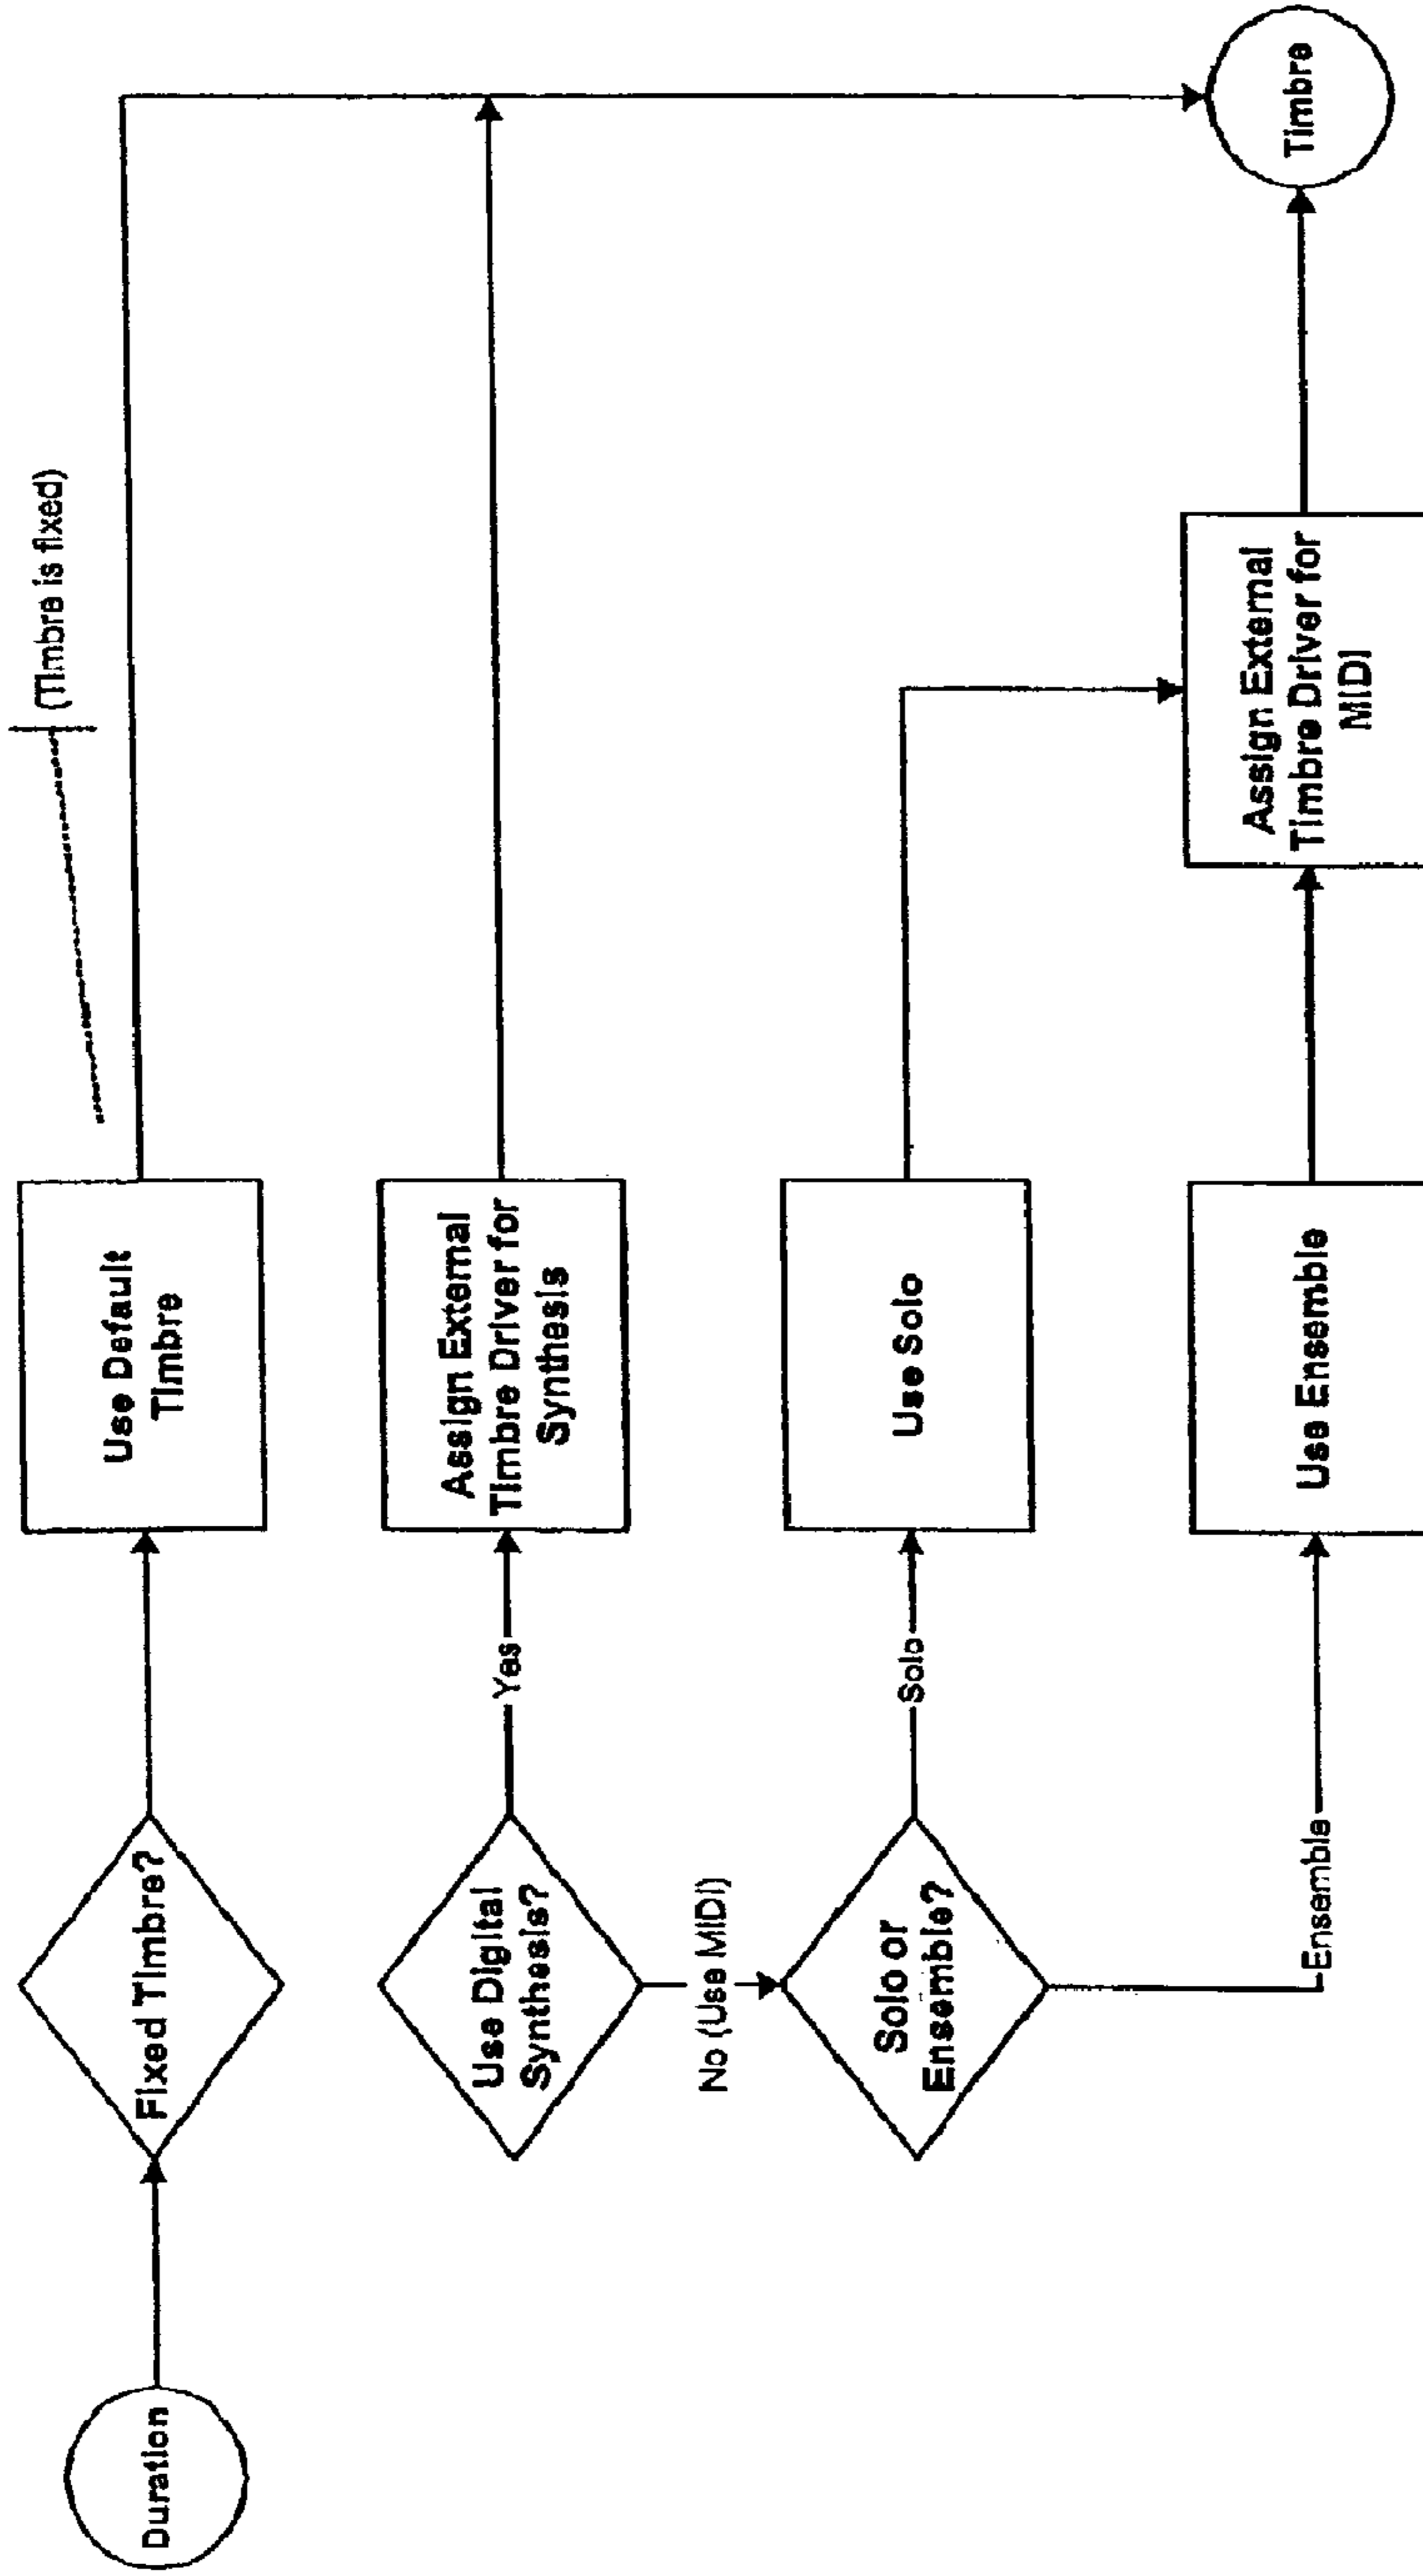 Duration
Fixed Timbre?
Use Default
Timbre
(Timbre is fixed)
Use Digital
Synthesis?
Yes
Assign External
Timbre Driver for
Synthesis
No (Use MIDI)
Solo or
Ensemble?
Solo
Use Solo
Ensemble
Use Ensemble
Assign External
Timbre Driver for
MIDI
Timbre